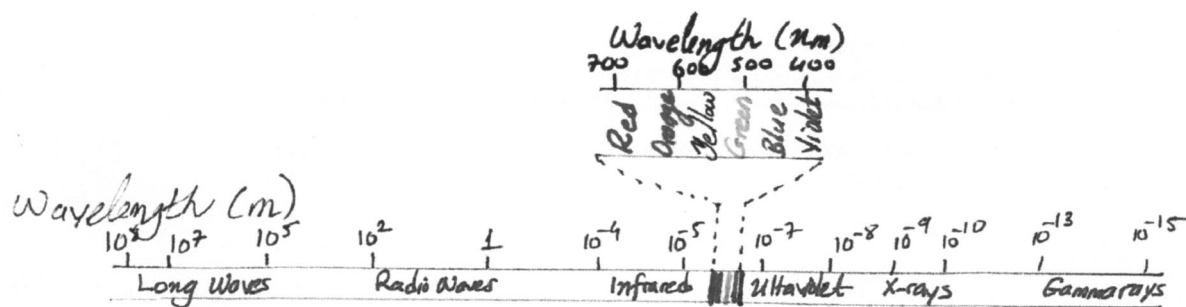 Wavelength (nm)
700 600 500 400
Red Orange Yellow Green Blue Violet
Wavelength (m)
10⁸ 10⁷ 10⁵ 10² 1 10⁻⁴ 10⁻⁵ 10⁻⁷ 10⁻⁸ 10⁻⁹ 10⁻¹⁰ 10⁻¹³ 10⁻¹⁵
Long Waves Radio Waves Infrared Ultavolet X-rays Gammarays